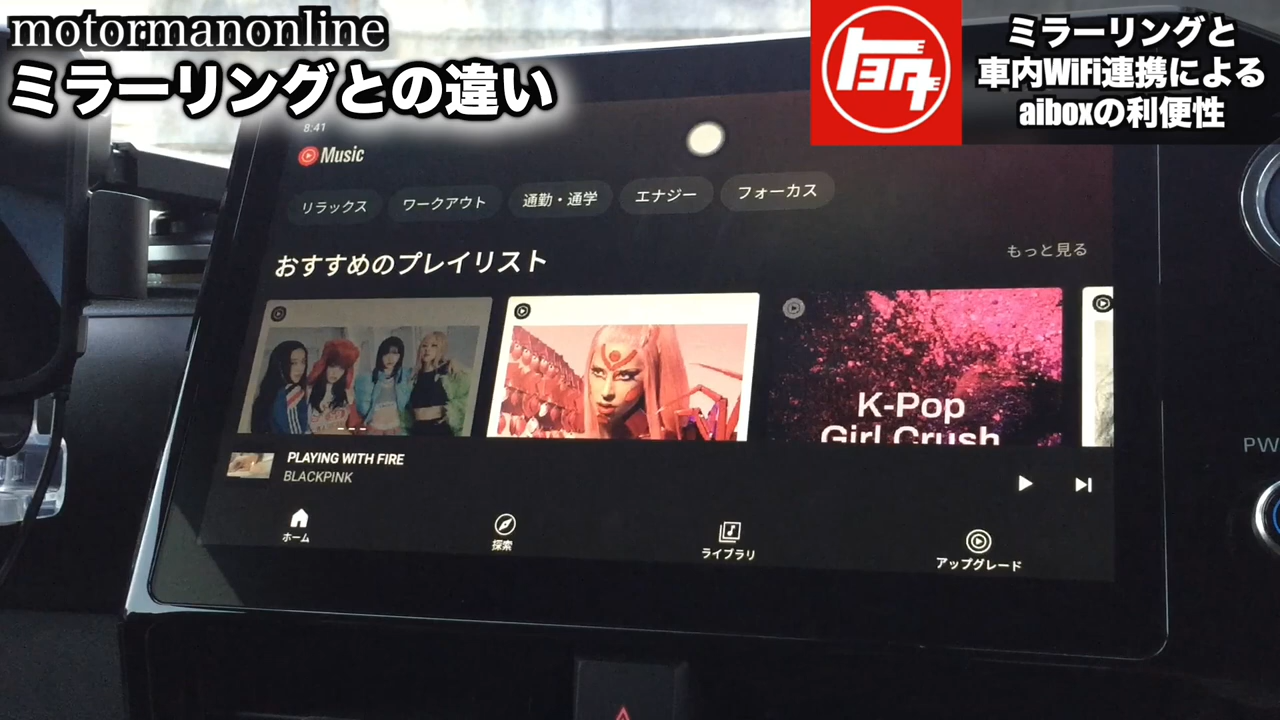 motormanonline
ミラーリングとの違い
トヨタ
ミラーリングと
車内WiFi連携による
aiboxの利便性
8:41
Music
リラックス
ワークアウト
通勤・通学
エナジー
フォーカス
おすすめのプレイリスト
もっと見る
K-Pop
Girl Crush
PLAYING WITH FIRE
BLACKPINK
ホーム
探索
ライブラリ
アップグレード
PW